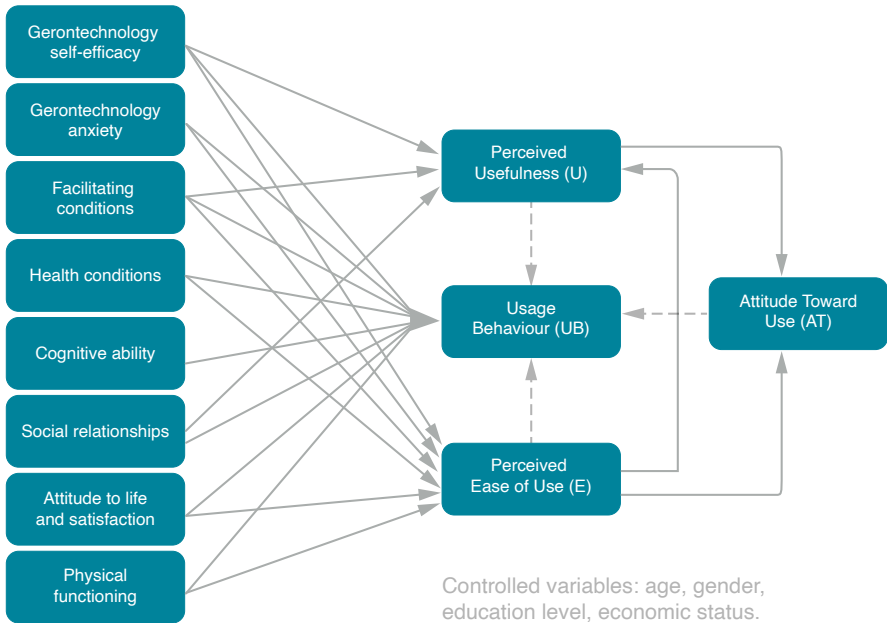 Gerontechnology
self-efficacy
Gerontechnology
anxiety
Facilitating
conditions
Health conditions
Cognitive ability
Social relationships
Attitude to life
and satisfaction
Physical
functioning
Perceived
Usefulness (U)
Usage
Behaviour (UB)
Perceived
Ease of Use (E)
Attitude Toward
Use (AT)
Controlled variables: age, gender,
education level, economic status.